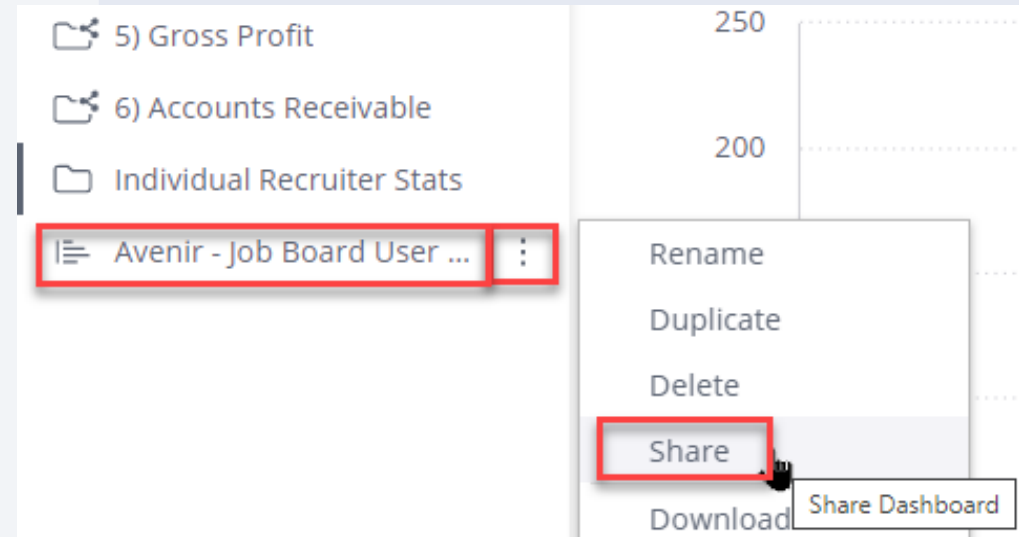 5) Gross Profit
6) Accounts Receivable
Individual Recruiter Stats
Avenir - Job Board User ...
250
200
Rename
Duplicate
Delete
Share
Share Dashboard
Download